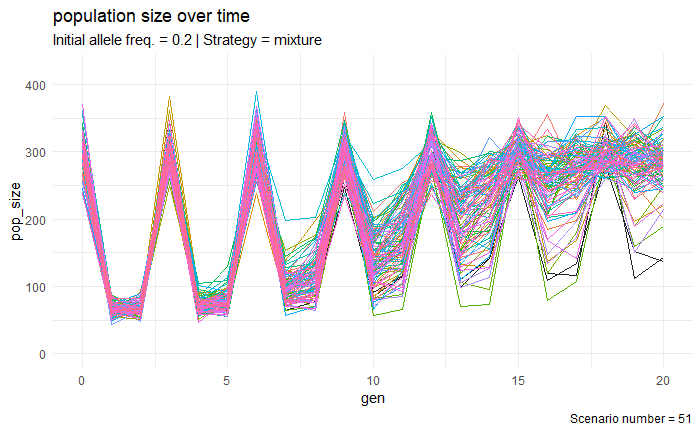 population size over time
Initial allele freq. = 0.2 | Strategy = mixture
400
300
200
100
0
pop_size
0 5 10 15 20
gen
Scenario number = 51